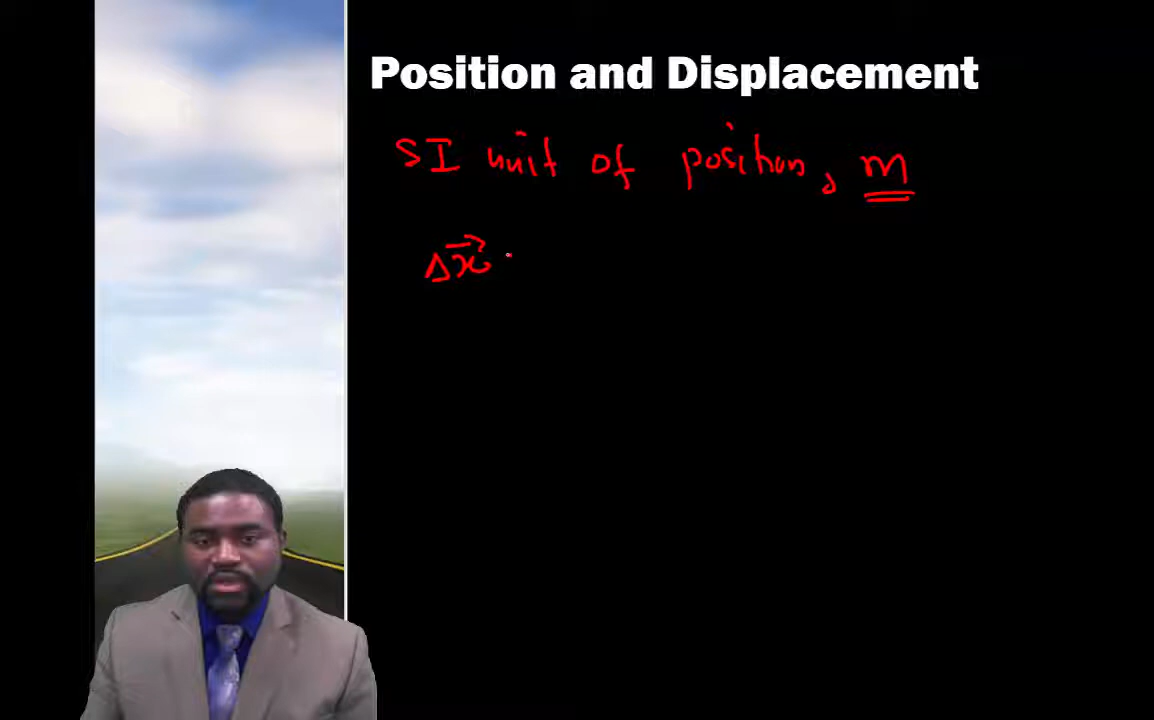 Position and Displacement
SI unit of position, m
Δx⃗